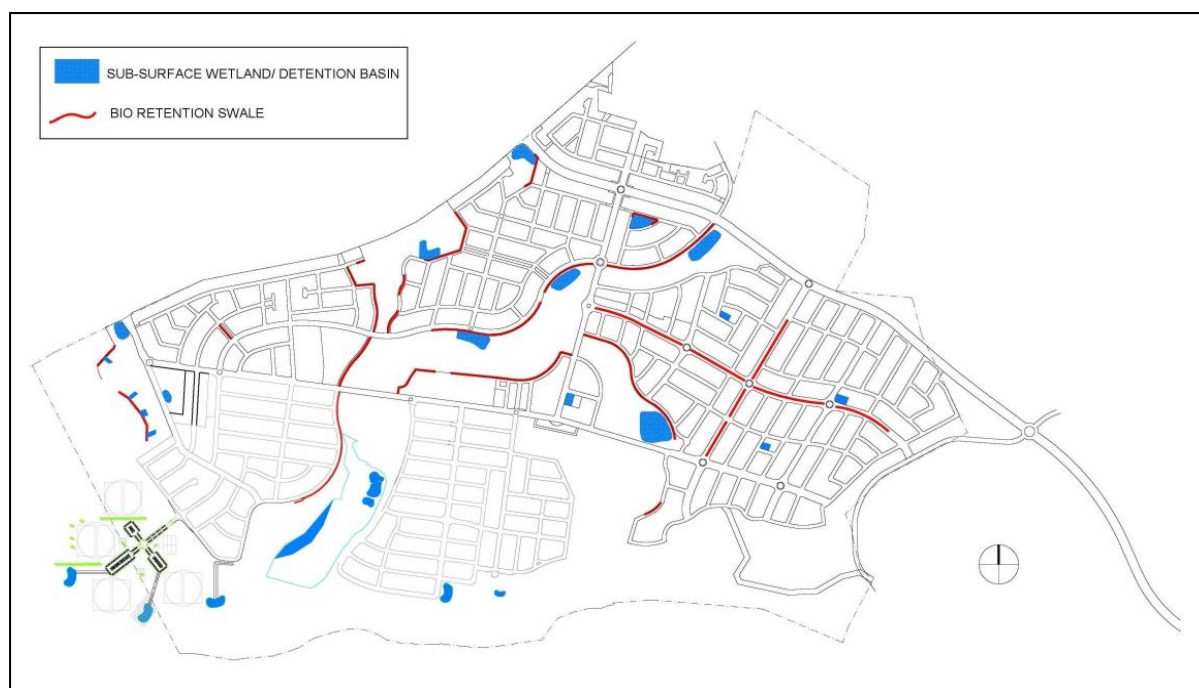 SUB-SURFACE WETLAND/ DETENTION BASIN
BIO RETENTION SWALE